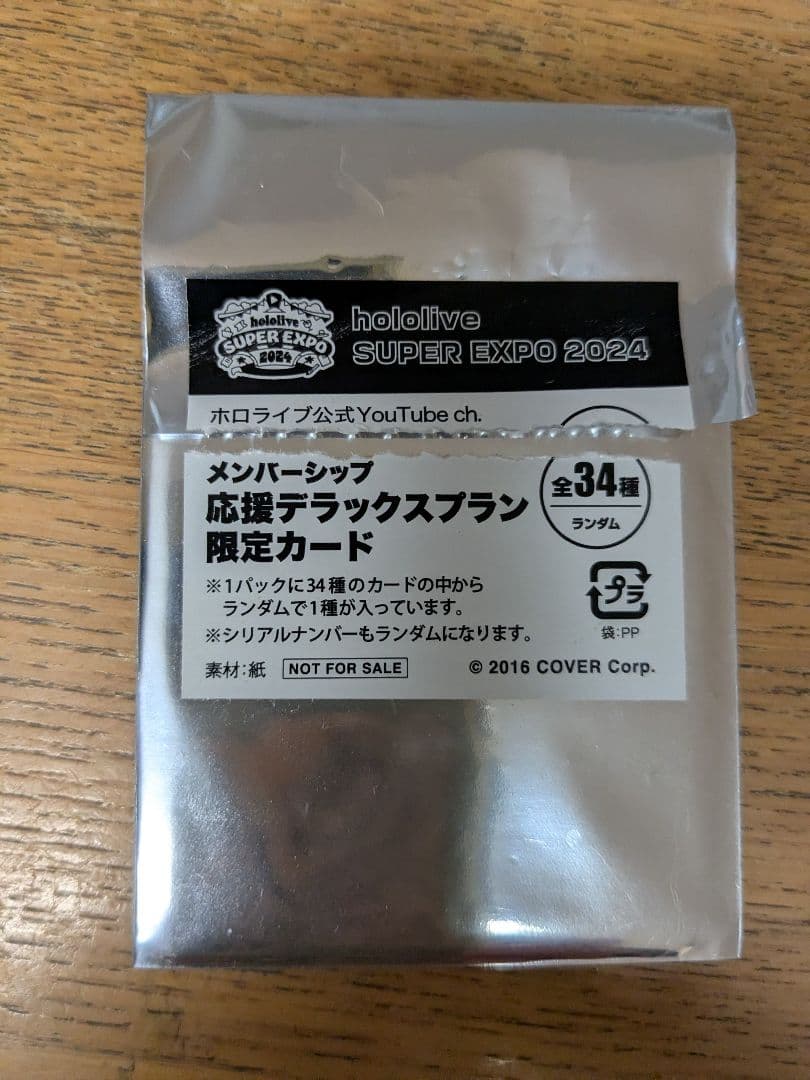 hololive
SUPER EXPO
2024
hololive
SUPER EXPO 2024
ホロライブ公式YouTube ch.
メンバーシップ
応援デラックスプラン
限定カード
全34種
ランダム
※1パックに34種のカードの中から
ランダムで1種が入っています。
※シリアルナンバーもランダムになります。
プラ
袋:PP
素材:紙 NOT FOR SALE © 2016 COVER Corp.